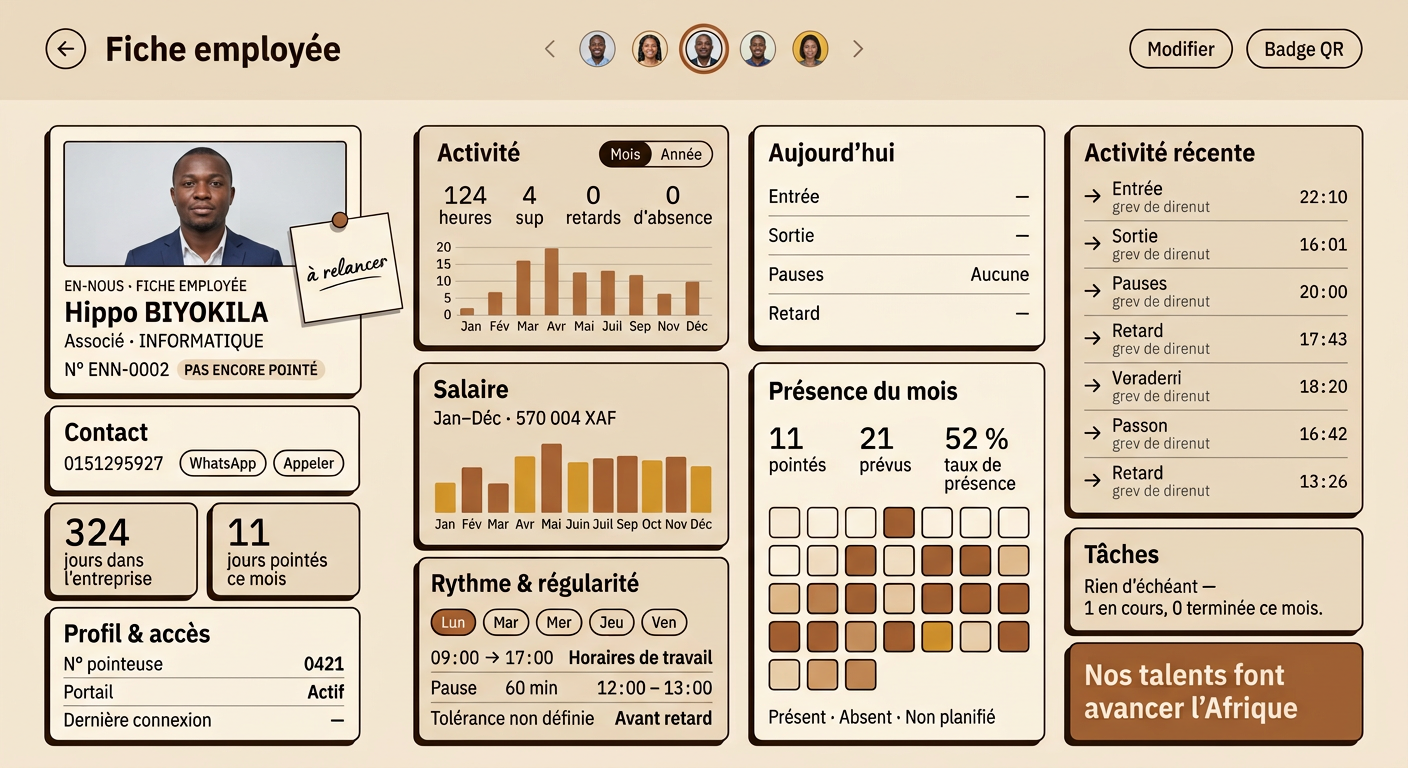 Fiche employée
Modifier
Badge QR
à relancer
EN-NOUS · FICHE EMPLOYÉE
Hippo BIYOKILA
Associé · INFORMATIQUE
N° ENN-0002 PAS ENCORE POINTÉ
Contact
0151295927 WhatsApp Appeler
324
jours dans
l'entreprise
11
jours pointés
ce mois
Profil & accès
N° pointeuse 0421
Portail Actif
Dernière connexion —
Activité Mois Année
124 4 0 0
heures sup retards d'absence
20
15
10
5
0
Jan Fév Mar Avr Mai Juil Sep Nov Déc
Salaire
Jan–Déc · 570 004 XAF
Jan Fév Mar Avr Mai Juin Juil Sep Oct Nov Déc
Rythme & régularité
Lun Mar Mer Jeu Ven
09:00 → 17:00 Horaires de travail
Pause 60 min 12:00 – 13:00
Tolérance non définie Avant retard
Aujourd'hui
Entrée —
Sortie —
Pauses Aucune
Retard —
Présence du mois
11 21 52 %
pointés prévus taux de
présence
Présent · Absent · Non planifié
Activité récente
→ Entrée 22:10
grev de direnut
→ Sortie 16:01
grev de direnut
→ Pauses 20:00
grev de direnut
→ Retard 17:43
grev de direnut
→ Veraderri 18:20
grev de direnut
→ Passon 16:42
grev de direnut
→ Retard 13:26
grev de direnut
Tâches
Rien d'échéant —
1 en cours, 0 terminée ce mois.
Nos talents font
avancer l'Afrique